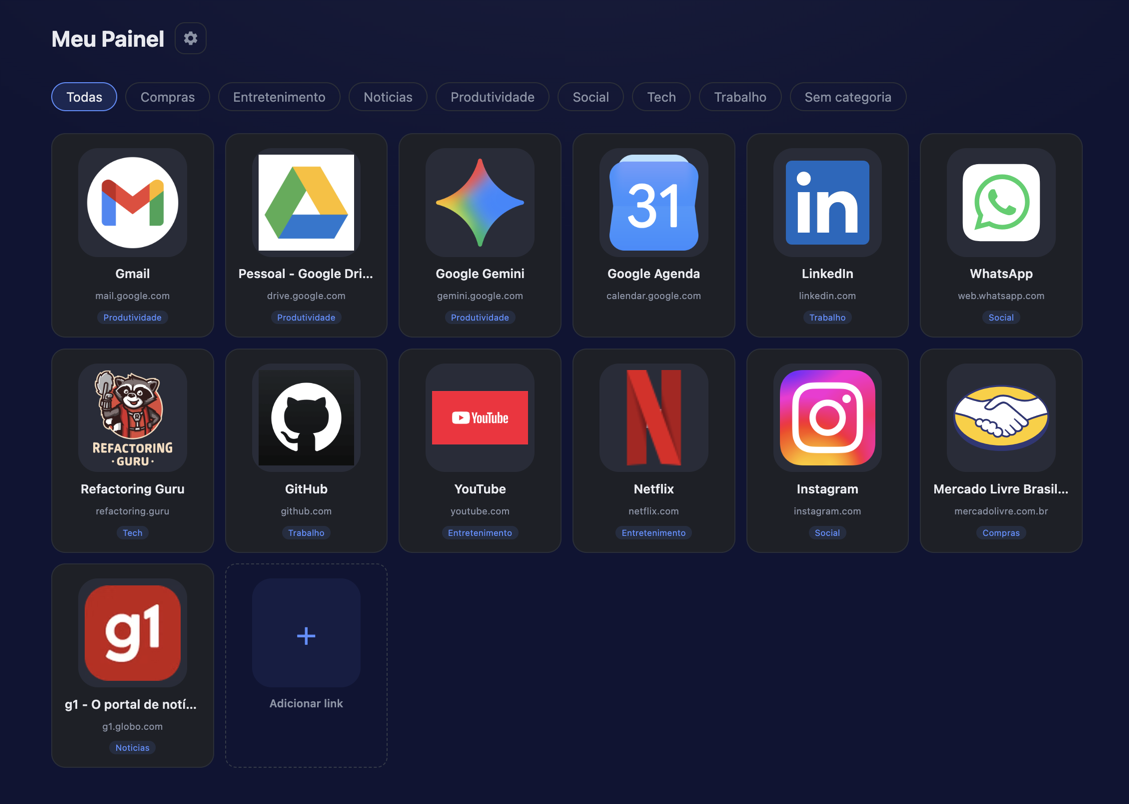 Meu Painel
Todas
Compras
Entretenimento
Noticias
Produtividade
Social
Tech
Trabalho
Sem categoria
Gmail
mail.google.com
Produtividade
Pessoal - Google Dri...
drive.google.com
Produtividade
Google Gemini
gemini.google.com
Produtividade
31
Google Agenda
calendar.google.com
in
LinkedIn
linkedin.com
Trabalho
WhatsApp
web.whatsapp.com
Social
REFACTORING
·GURU·
Refactoring Guru
refactoring.guru
Tech
GitHub
github.com
Trabalho
YouTube
YouTube
youtube.com
Entretenimento
Netflix
netflix.com
Entretenimento
Instagram
instagram.com
Social
Mercado Livre Brasil...
mercadolivre.com.br
Compras
g1
g1 - O portal de notí...
g1.globo.com
Noticias
+
Adicionar link